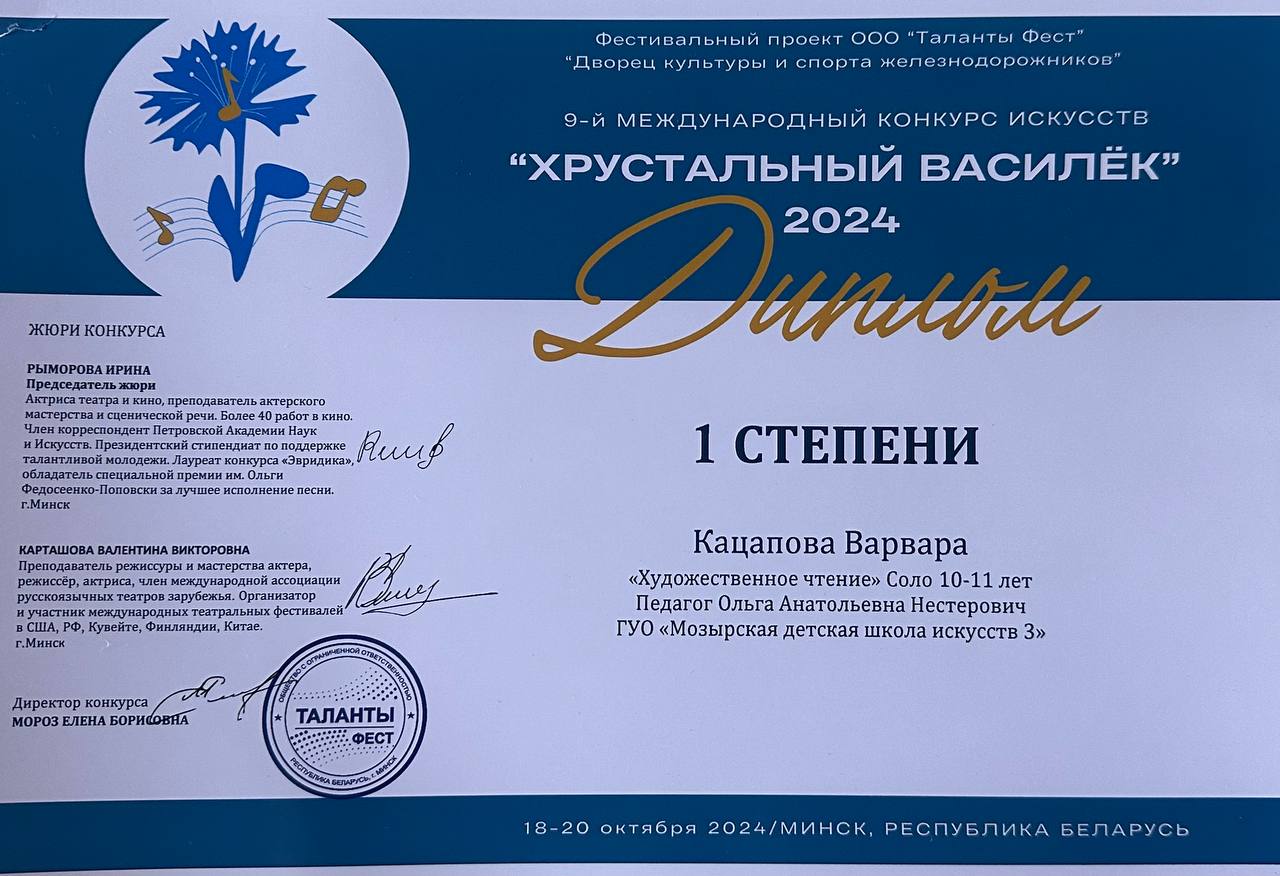 Фестивальный проект ООО “Таланты Фест”
“Дворец культуры и спорта железнодорожников”
9-й МЕЖДУНАРОДНЫЙ КОНКУРС ИСКУССТВ
“ХРУСТАЛЬНЫЙ ВАСИЛЁК”
2024
Диплом
ЖЮРИ КОНКУРСА
РЫМОРОВА ИРИНА
Председатель жюри
Актриса театра и кино, преподаватель актерского
мастерства и сценической речи. Более 40 работ в кино.
Член корреспондент Петровской Академии Наук
и Искусств. Президентский стипендиат по поддержке
талантливой молодежи. Лауреат конкурса «Эвридика»,
обладатель специальной премии им. Ольги
Федосеенко-Поповски за лучшее исполнение песни.
г.Минск
КАРТАШОВА ВАЛЕНТИНА ВИКТОРОВНА
Преподаватель режиссуры и мастерства актера,
режиссёр, актриса, член международной ассоциации
русскоязычных театров зарубежья. Организатор
и участник международных театральных фестивалей
в США, РФ, Кувейте, Финляндии, Китае.
г.Минск
Директор конкурса
МОРОЗ ЕЛЕНА БОРИСОВНА
ОБЩЕСТВО С ОГРАНИЧЕННОЙ ОТВЕТСТВЕННОСТЬЮ
ТАЛАНТЫ
ФЕСТ
РЕСПУБЛИКА БЕЛАРУСЬ, г. МИНСК
1 СТЕПЕНИ
Кацапова Варвара
«Художественное чтение» Соло 10-11 лет
Педагог Ольга Анатольевна Нестерович
ГУО «Мозырская детская школа искусств 3»
18-20 октября 2024/МИНСК, РЕСПУБЛИКА БЕЛАРУСЬ